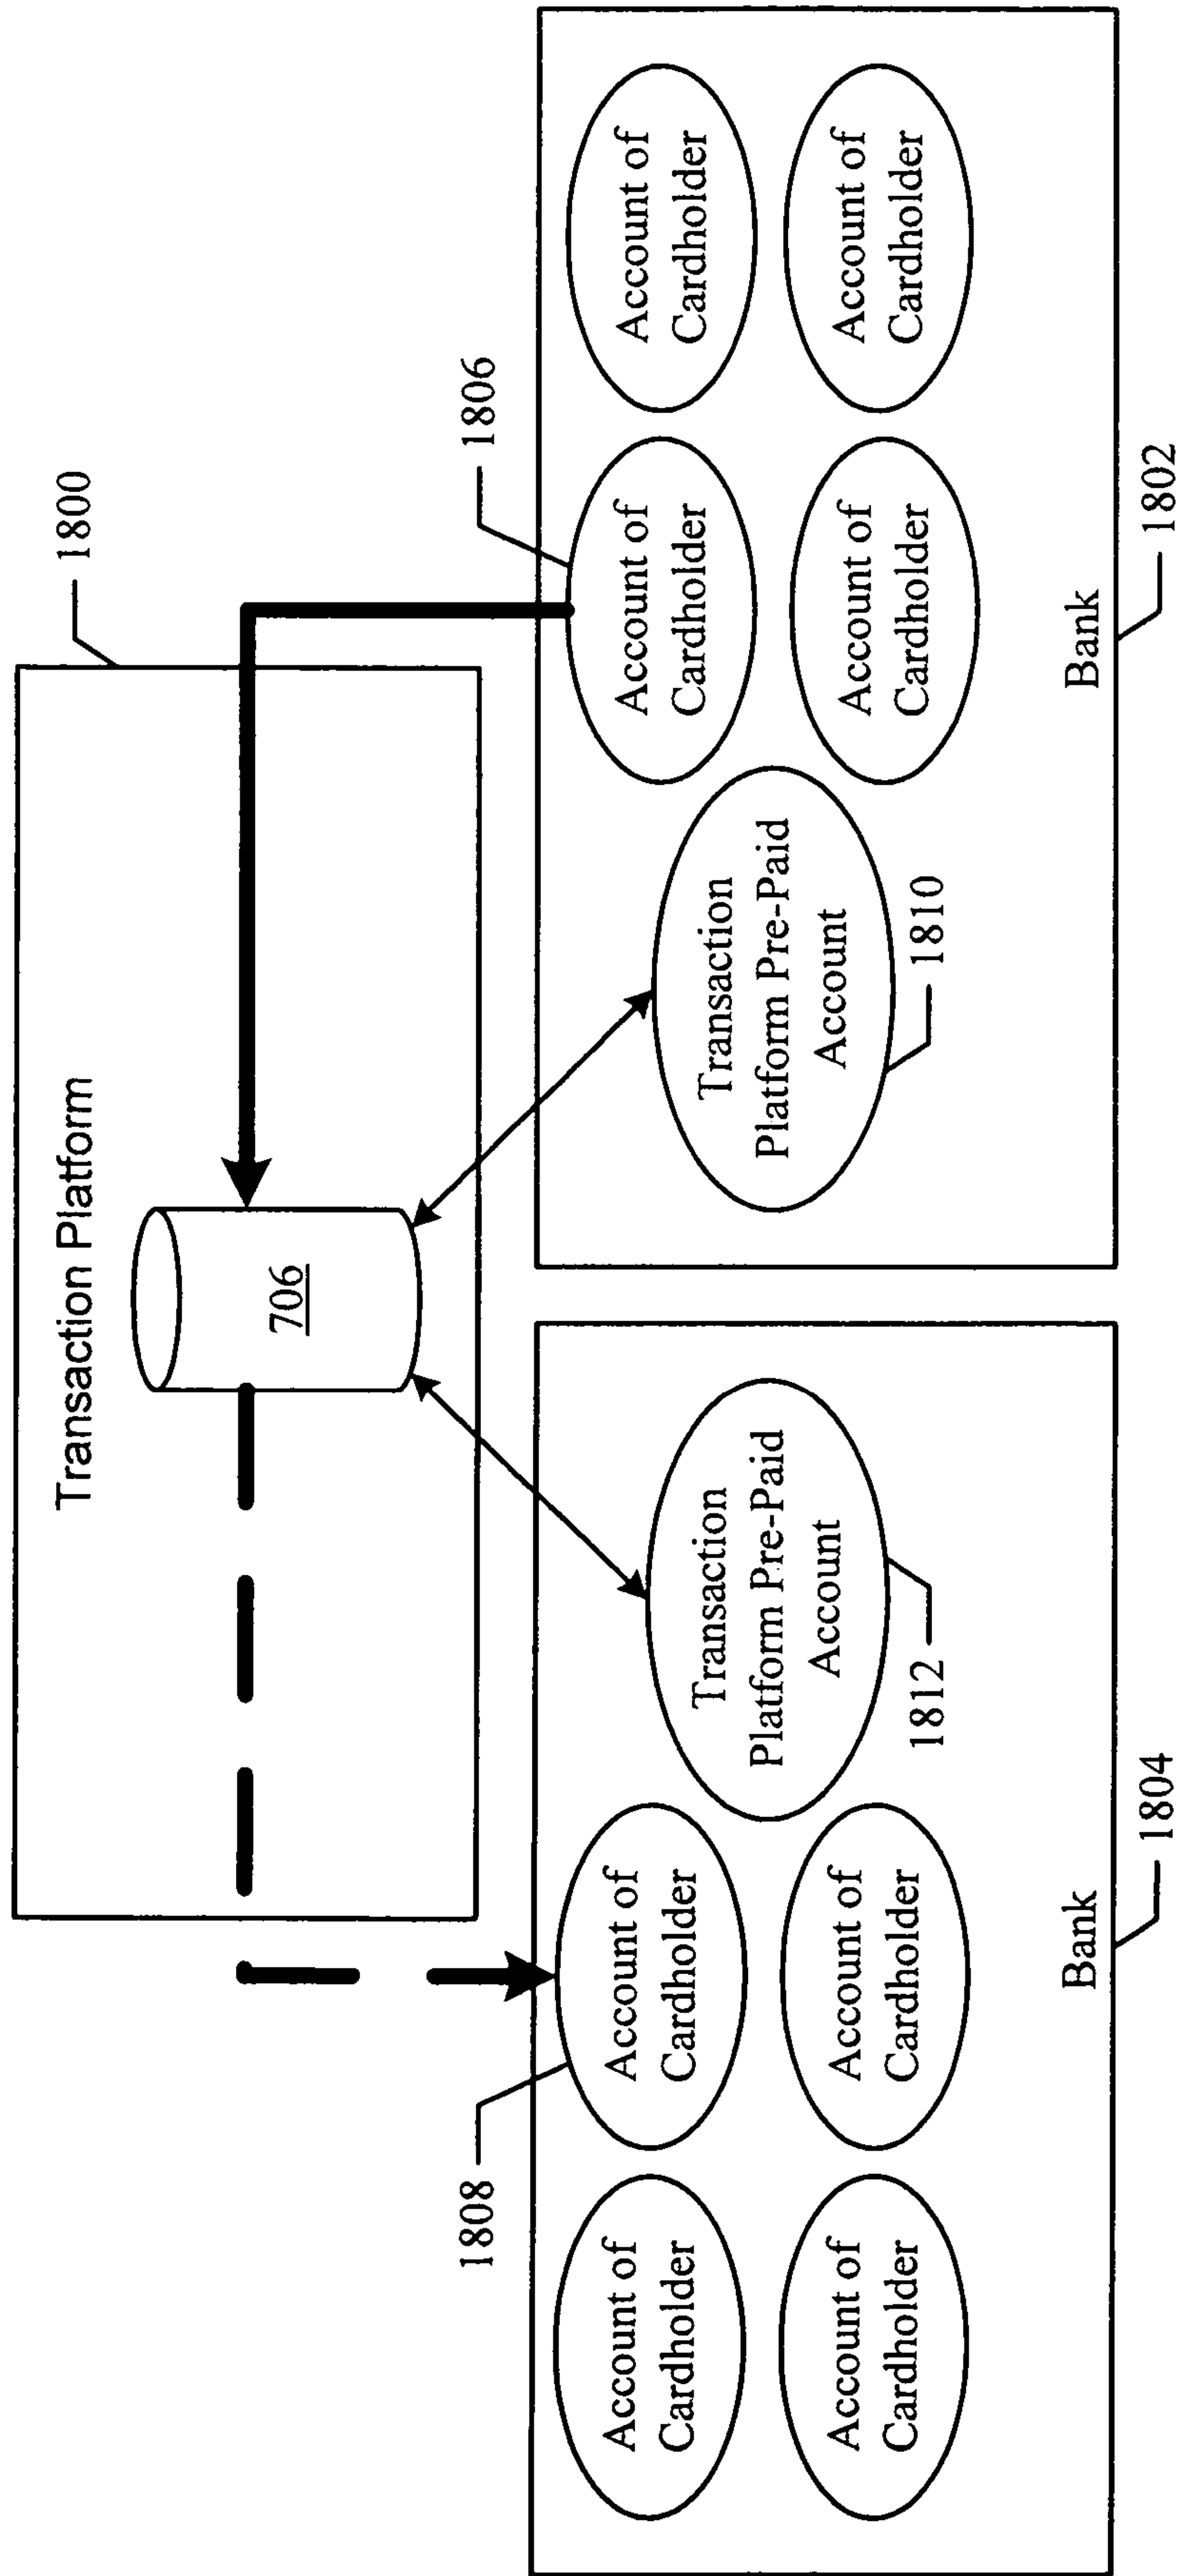 Transaction Platform
1800
706
1808
1806
Account of
Cardholder
Account of
Cardholder
Transaction
Platform Pre-Paid
Account
1812
Account of
Cardholder
Account of
Cardholder
Bank
1804
Transaction
Platform Pre-Paid
Account
1810
Account of
Cardholder
Account of
Cardholder
Account of
Cardholder
Account of
Cardholder
Bank
1802